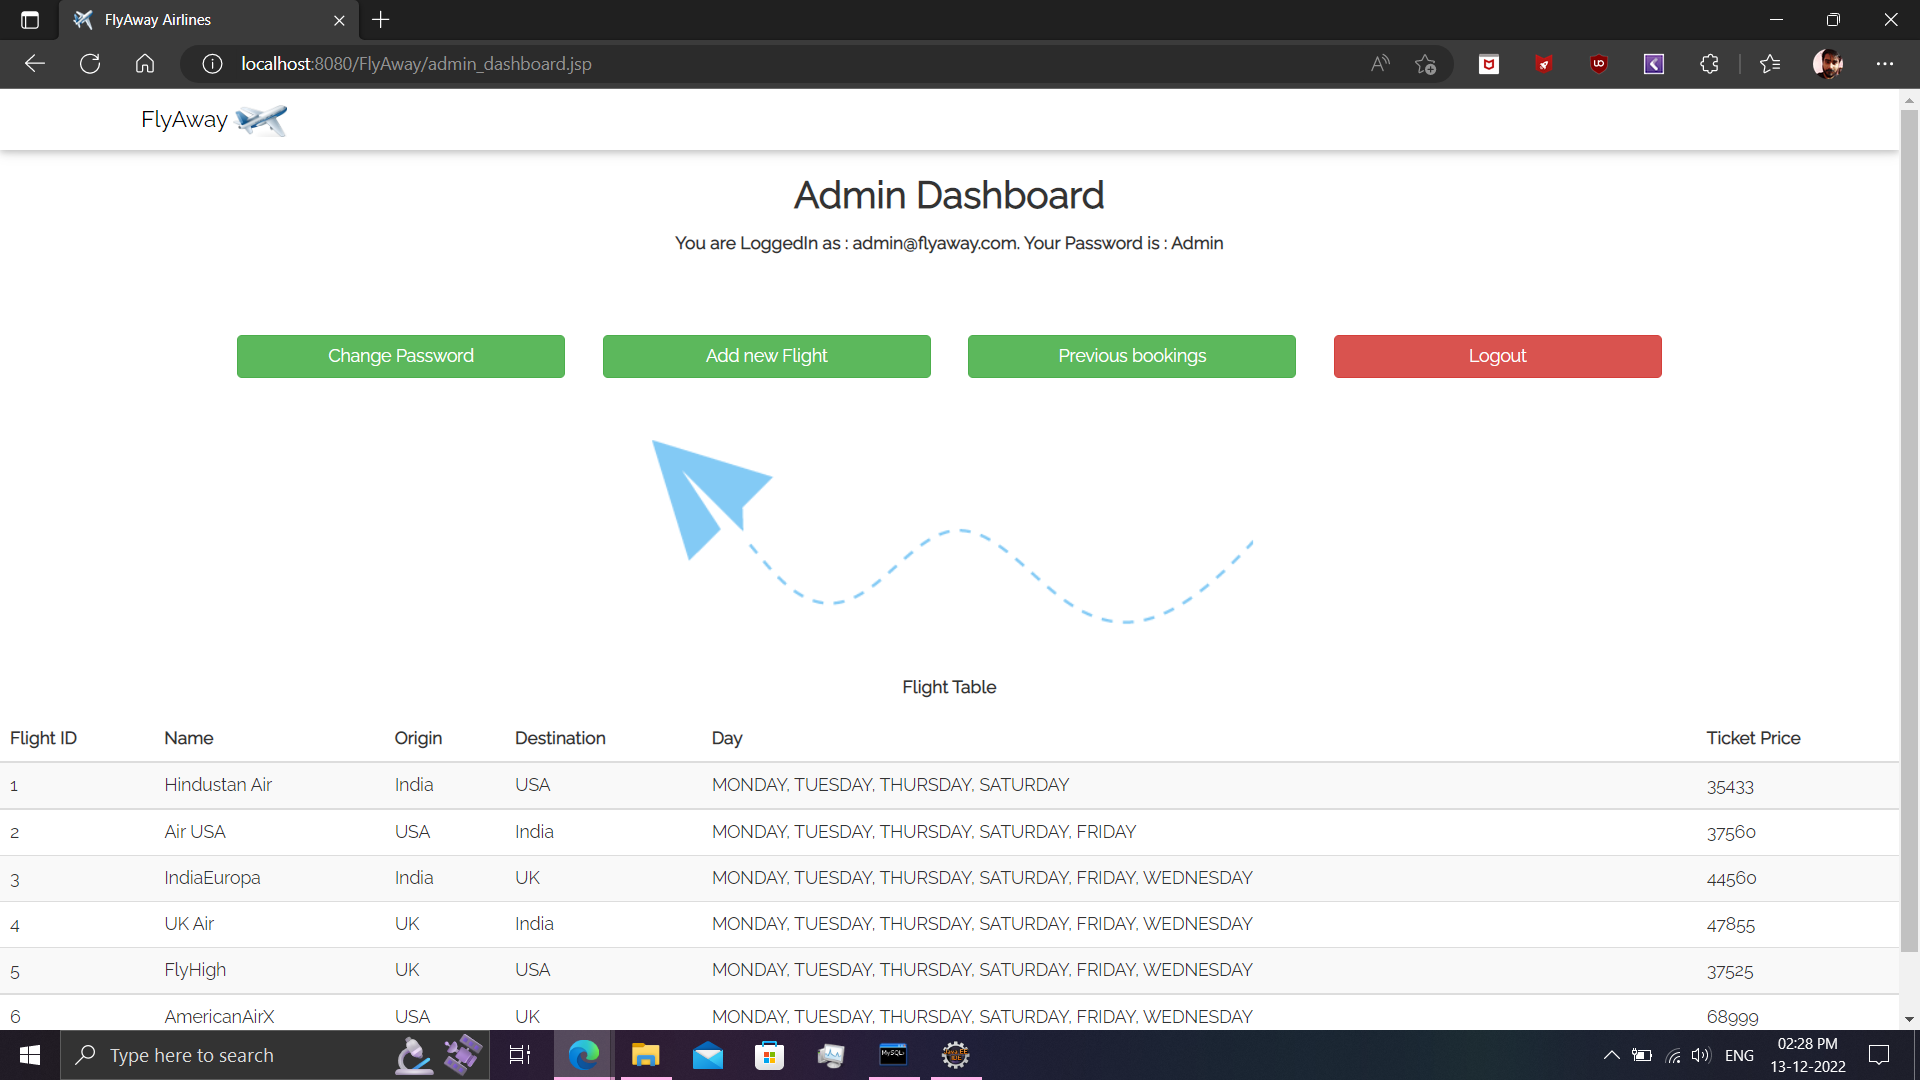 FlyAway Airlines
localhost:8080/FlyAway/admin_dashboard.jsp
FlyAway
Admin Dashboard
You are LoggedIn as : admin@flyaway.com. Your Password is : Admin
Change Password Add new Flight Previous bookings Logout
Flight Table
Flight ID Name Origin Destination Day Ticket Price
1 Hindustan Air India USA MONDAY, TUESDAY, THURSDAY, SATURDAY 35433
2 Air USA USA India MONDAY, TUESDAY, THURSDAY, SATURDAY, FRIDAY 37560
3 IndiaEuropa India UK MONDAY, TUESDAY, THURSDAY, SATURDAY, FRIDAY, WEDNESDAY 44560
4 UK Air UK India MONDAY, TUESDAY, THURSDAY, SATURDAY, FRIDAY, WEDNESDAY 47855
5 FlyHigh UK USA MONDAY, TUESDAY, THURSDAY, SATURDAY, FRIDAY, WEDNESDAY 37525
6 AmericanAirX USA UK MONDAY, TUESDAY, THURSDAY, SATURDAY, FRIDAY, WEDNESDAY 68999
Type here to search
ENG
02:28 PM
13-12-2022